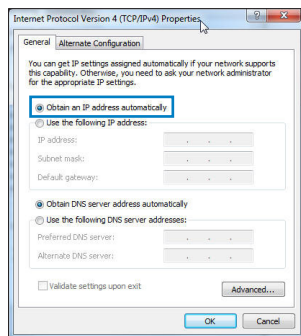 Internet Protocol Version 4 (TCP/IPv4) Properties
General
Alternate Configuration
You can get IP settings assigned automatically if your network supports
this capability. Otherwise, you need to ask your network administrator
for the appropriate IP settings.
Obtain an IP address automatically
Use the following IP address:
IP address:
Subnet mask:
Default gateway:
Obtain DNS server address automatically
Use the following DNS server addresses:
Preferred DNS server:
Alternate DNS server:
Validate settings upon exit
Advanced...
OK
Cancel